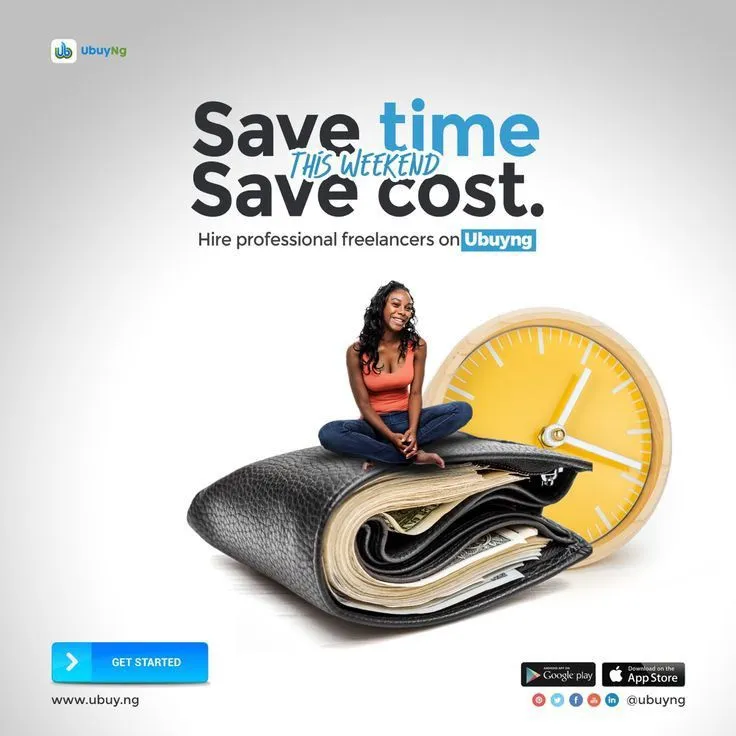 UbuyNg
Save time
THIS WEEKEND
Save cost.
Hire professional freelancers on Ubuyng
GET STARTED
www.ubuy.ng
ANDROID APP ON
Google play
Download on the
App Store
@ubuyng